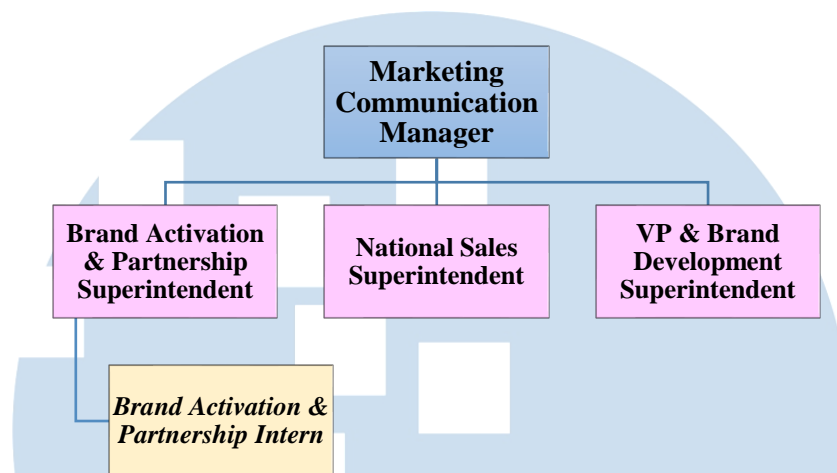 Marketing
Communication
Manager
Brand Activation
& Partnership
Superintendent
National Sales
Superintendent
VP & Brand
Development
Superintendent
Brand Activation &
Partnership Intern